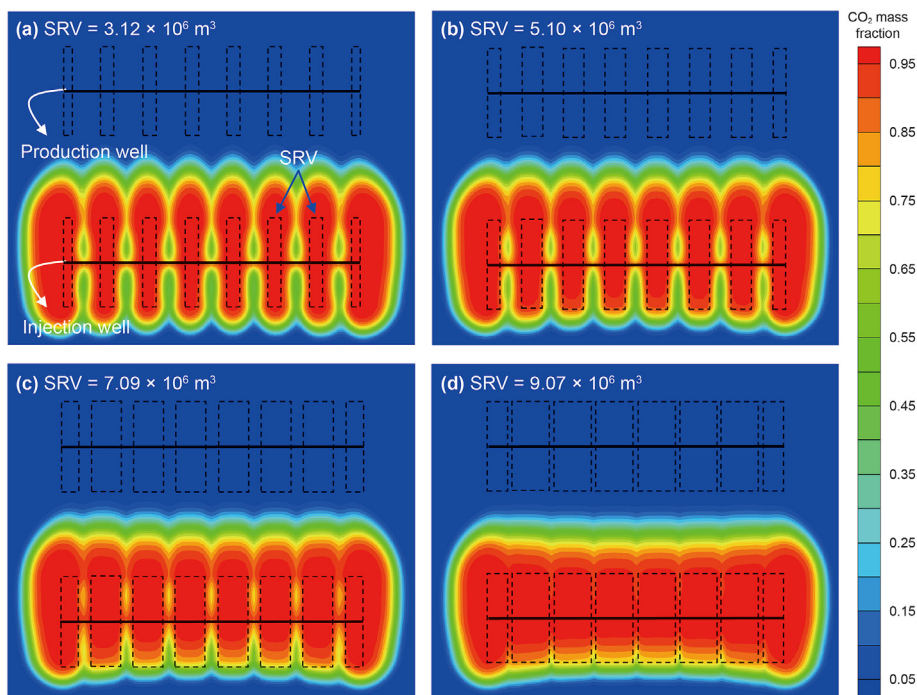 (a) SRV = 3.12 × 10⁶ m³
Production well
SRV
Injection well
(b) SRV = 5.10 × 10⁶ m³
(c) SRV = 7.09 × 10⁶ m³
(d) SRV = 9.07 × 10⁶ m³
CO₂ mass
fraction
0.95
0.85
0.75
0.65
0.55
0.45
0.35
0.25
0.15
0.05